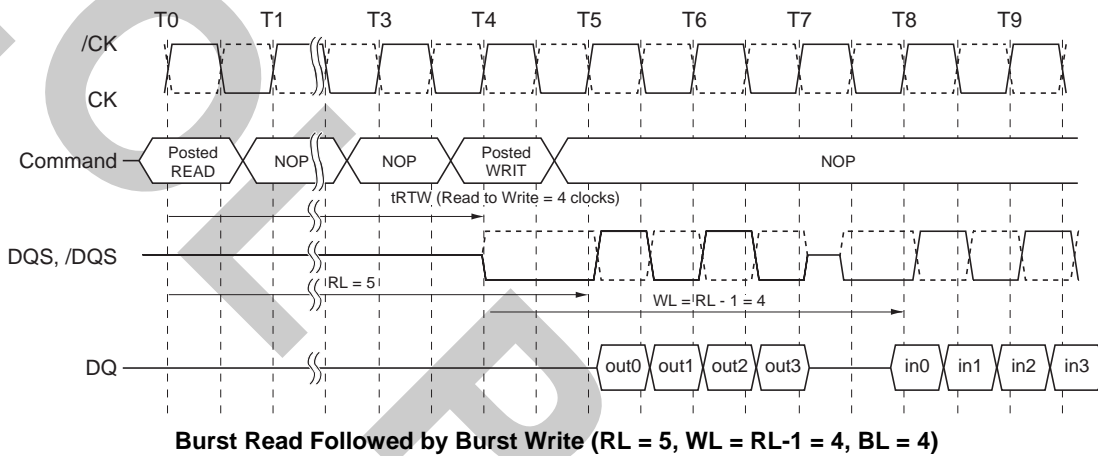 T0 T1 T3 T4 T5 T6 T7 T8 T9
/CK
CK
Command Posted READ NOP NOP Posted WRIT NOP
tRTW (Read to Write = 4 clocks)
DQS, /DQS
RL = 5
WL = RL - 1 = 4
DQ out0 out1 out2 out3 in0 in1 in2 in3
Burst Read Followed by Burst Write (RL = 5, WL = RL-1 = 4, BL = 4)